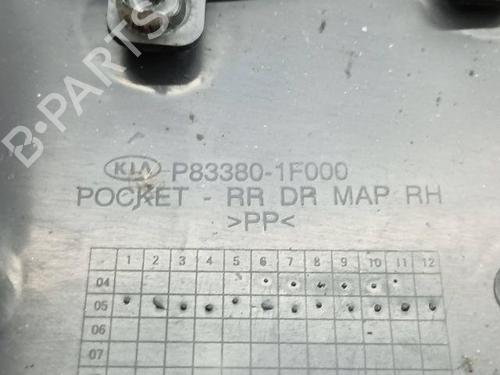 B-PARTS
KIA P83380-1F000
POCKET - RR DR MAP RH
>PP<
1 2 3 4 5 6 7 8 9 10 11 12
04
05
06
07